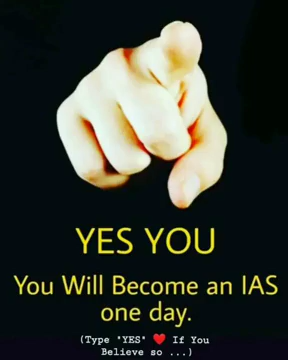 YES YOU
You Will Become an IAS
one day.
(Type "YES" ❤️ If You
Believe so ...)